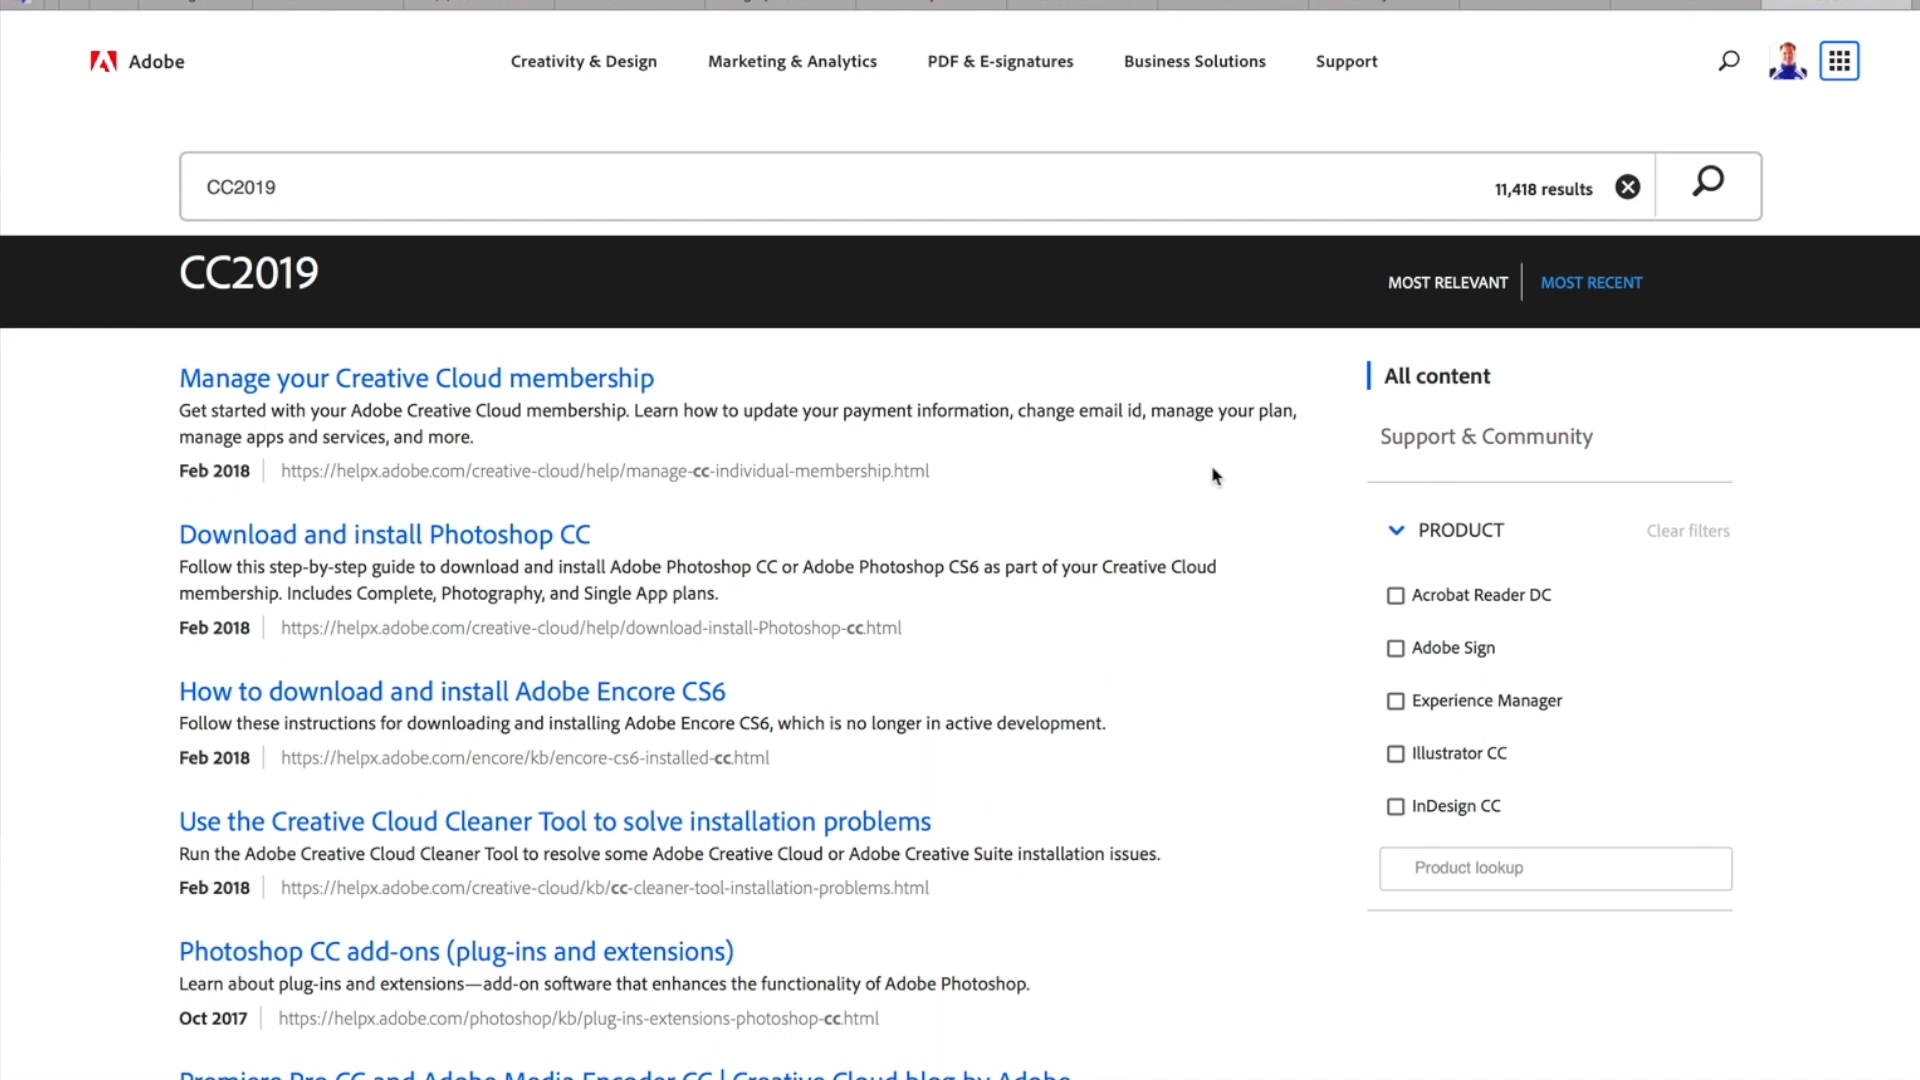 Adobe
Creativity & Design
Marketing & Analytics
PDF & E-signatures
Business Solutions
Support
CC2019
11,418 results
CC2019
MOST RELEVANT
MOST RECENT
Manage your Creative Cloud membership
Get started with your Adobe Creative Cloud membership. Learn how to update your payment information, change email id, manage your plan,
manage apps and services, and more.
Feb 2018
https://helpx.adobe.com/creative-cloud/help/manage-cc-individual-membership.html
Download and install Photoshop CC
Follow this step-by-step guide to download and install Adobe Photoshop CC or Adobe Photoshop CS6 as part of your Creative Cloud
membership. Includes Complete, Photography, and Single App plans.
Feb 2018
https://helpx.adobe.com/creative-cloud/help/download-install-Photoshop-cc.html
How to download and install Adobe Encore CS6
Follow these instructions for downloading and installing Adobe Encore CS6, which is no longer in active development.
Feb 2018
https://helpx.adobe.com/encore/kb/encore-cs6-installed-cc.html
Use the Creative Cloud Cleaner Tool to solve installation problems
Run the Adobe Creative Cloud Cleaner Tool to resolve some Adobe Creative Cloud or Adobe Creative Suite installation issues.
Feb 2018
https://helpx.adobe.com/creative-cloud/kb/cc-cleaner-tool-installation-problems.html
Photoshop CC add-ons (plug-ins and extensions)
Learn about plug-ins and extensions—add-on software that enhances the functionality of Adobe Photoshop.
Oct 2017
https://helpx.adobe.com/photoshop/kb/plug-ins-extensions-photoshop-cc.html
Premiere Pro CC and Adobe Media Encoder CC | Creative Cloud blog by Adobe
All content
Support & Community
PRODUCT
Clear filters
Acrobat Reader DC
Adobe Sign
Experience Manager
Illustrator CC
InDesign CC
Product lookup